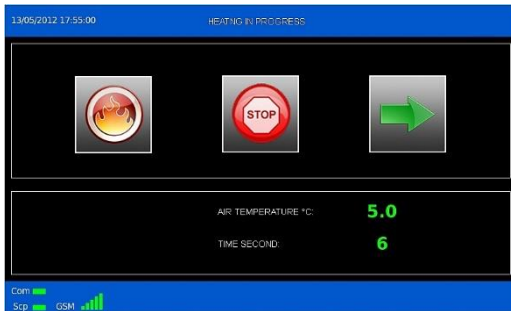 13/05/2012 17:55:00 HEATNG IN PROGRESS
STOP
AIR TEMPERATURE °C: 5.0
TIME SECOND: 6
Com
Scp GSM